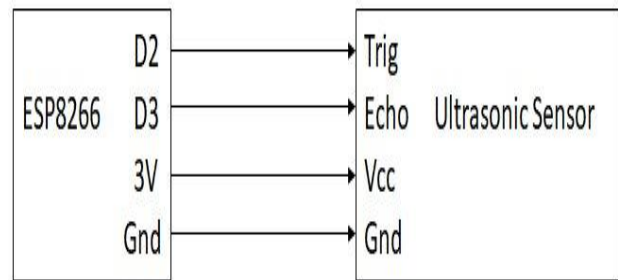 D2 Trig
ESP8266 D3 Echo Ultrasonic Sensor
3V Vcc
Gnd Gnd